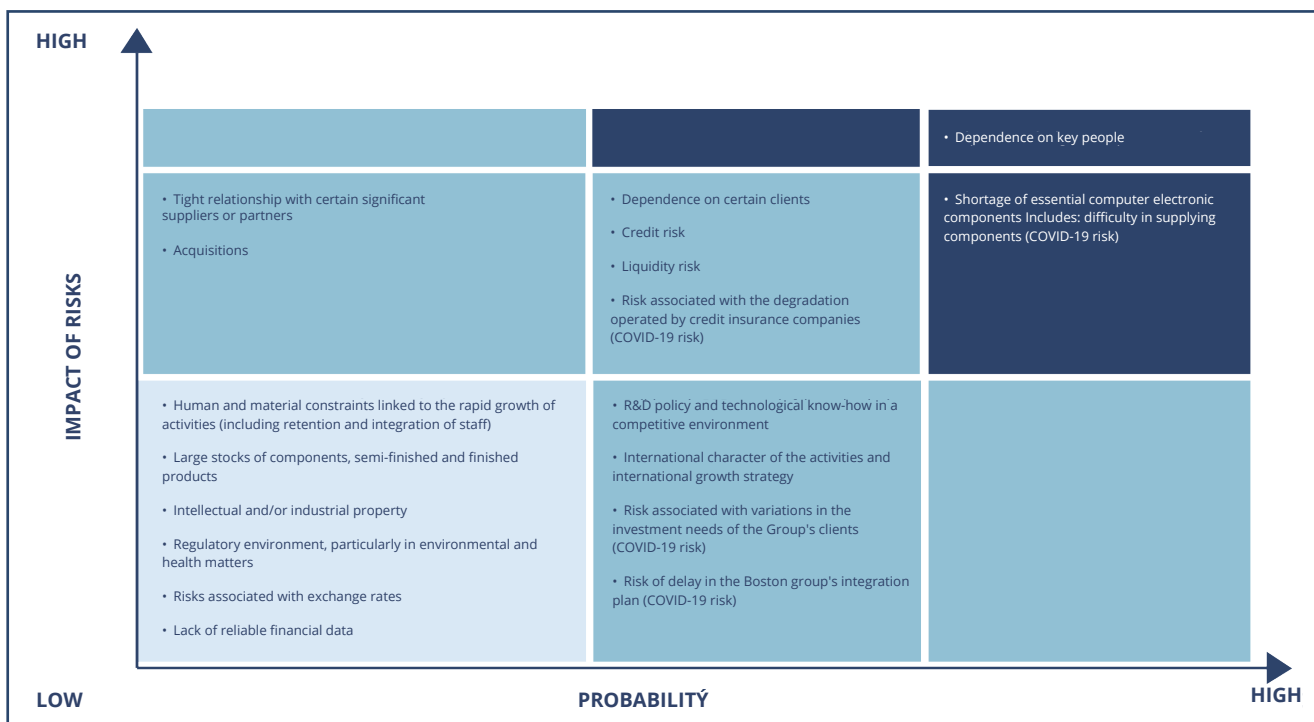 HIGH
IMPACT OF RISKS
• Dependence on key people
• Tight relationship with certain significant
suppliers or partners
• Acquisitions
• Dependence on certain clients
• Credit risk
• Liquidity risk
• Risk associated with the degradation
operated by credit insurance companies
(COVID-19 risk)
• Shortage of essential computer electronic
components Includes: difficulty in supplying
components (COVID-19 risk)
• Human and material constraints linked to the rapid growth of
activities (including retention and integration of staff)
• Large stocks of components, semi-finished and finished
products
• Intellectual and/or industrial property
• Regulatory environment, particularly in environmental and
health matters
• Risks associated with exchange rates
• Lack of reliable financial data
• R&D policy and technological know-how in a
competitive environment
• International character of the activities and
international growth strategy
• Risk associated with variations in the
investment needs of the Group's clients
(COVID-19 risk)
• Risk of delay in the Boston group's integration
plan (COVID-19 risk)
LOW
PROBABILITÝ
HIGH